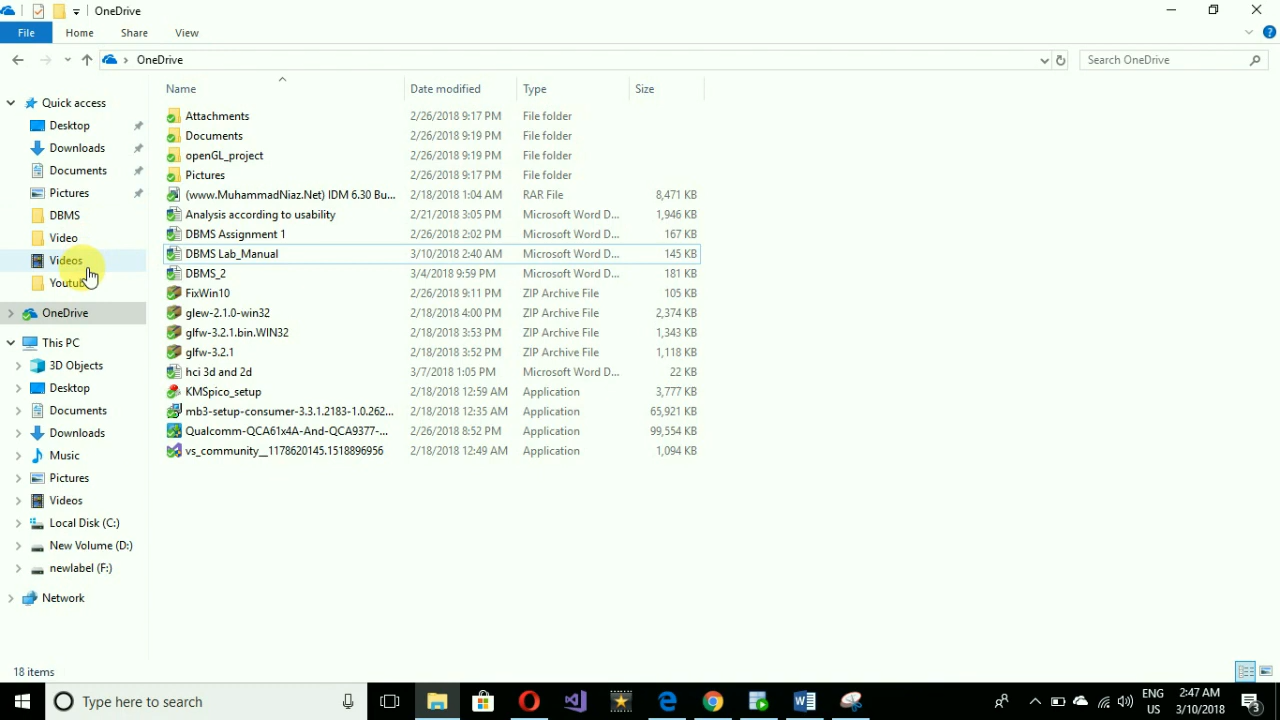 OneDrive
File Home Share View
OneDrive Search OneDrive
Name Date modified Type Size
Quick access
Desktop
Downloads
Documents
Pictures
DBMS
Video
Videos
OneDrive
This PC
3D Objects
Desktop
Documents
Downloads
Music
Pictures
Videos
Local Disk (C:)
New Volume (D:)
newlabel (F:)
Network
Attachments 2/26/2018 9:17 PM File folder
Documents 2/26/2018 9:19 PM File folder
openGL_project 2/26/2018 9:19 PM File folder
Pictures 2/26/2018 9:17 PM File folder
(www.MuhammadNiaz.Net) IDM 6.30 Bu... 2/18/2018 1:04 AM RAR File 8,471 KB
Analysis according to usability 2/21/2018 3:05 PM Microsoft Word D... 1,946 KB
DBMS Assignment 1 2/26/2018 2:02 PM Microsoft Word D... 167 KB
DBMS Lab_Manual 3/10/2018 2:40 AM Microsoft Word D... 145 KB
DBMS_2 3/4/2018 9:59 PM Microsoft Word D... 181 KB
FixWin10 2/26/2018 9:11 PM ZIP Archive File 105 KB
glew-2.1.0-win32 2/18/2018 4:00 PM ZIP Archive File 2,374 KB
glfw-3.2.1.bin.WIN32 2/18/2018 3:53 PM ZIP Archive File 1,343 KB
glfw-3.2.1 2/18/2018 3:52 PM ZIP Archive File 1,118 KB
hci 3d and 2d 3/7/2018 1:05 PM Microsoft Word D... 22 KB
KMSpico_setup 2/18/2018 12:59 AM Application 3,777 KB
mb3-setup-consumer-3.3.1.2183-1.0.262... 2/18/2018 12:35 AM Application 65,921 KB
Qualcomm-QCA61x4A-And-QCA9377-... 2/26/2018 8:52 PM Application 99,554 KB
vs_community__1178620145.1518896956 2/18/2018 12:49 AM Application 1,094 KB
18 items
Type here to search
ENG 2:47 AM
US 3/10/2018 3